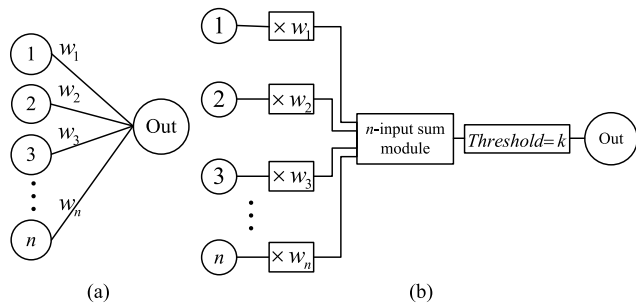 1
w₁
2
w₂
3
w₃
n
wₙ
Out
(a)
1
× w₁
2
× w₂
3
× w₃
n
× wₙ
n-input sum
module
Threshold= k
Out
(b)